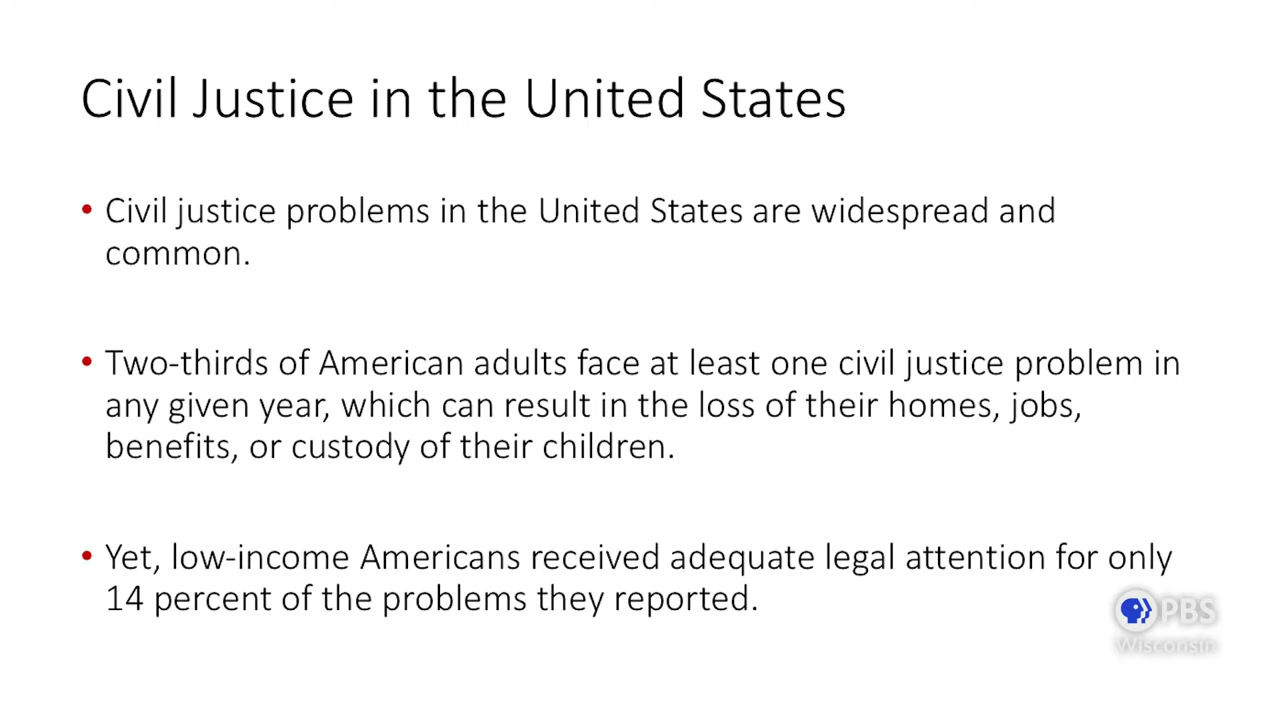 Civil Justice in the United States
• Civil justice problems in the United States are widespread and
common.
• Two-thirds of American adults face at least one civil justice problem in
any given year, which can result in the loss of their homes, jobs,
benefits, or custody of their children.
• Yet, low-income Americans received adequate legal attention for only
14 percent of the problems they reported.
PBS
Wisconsin